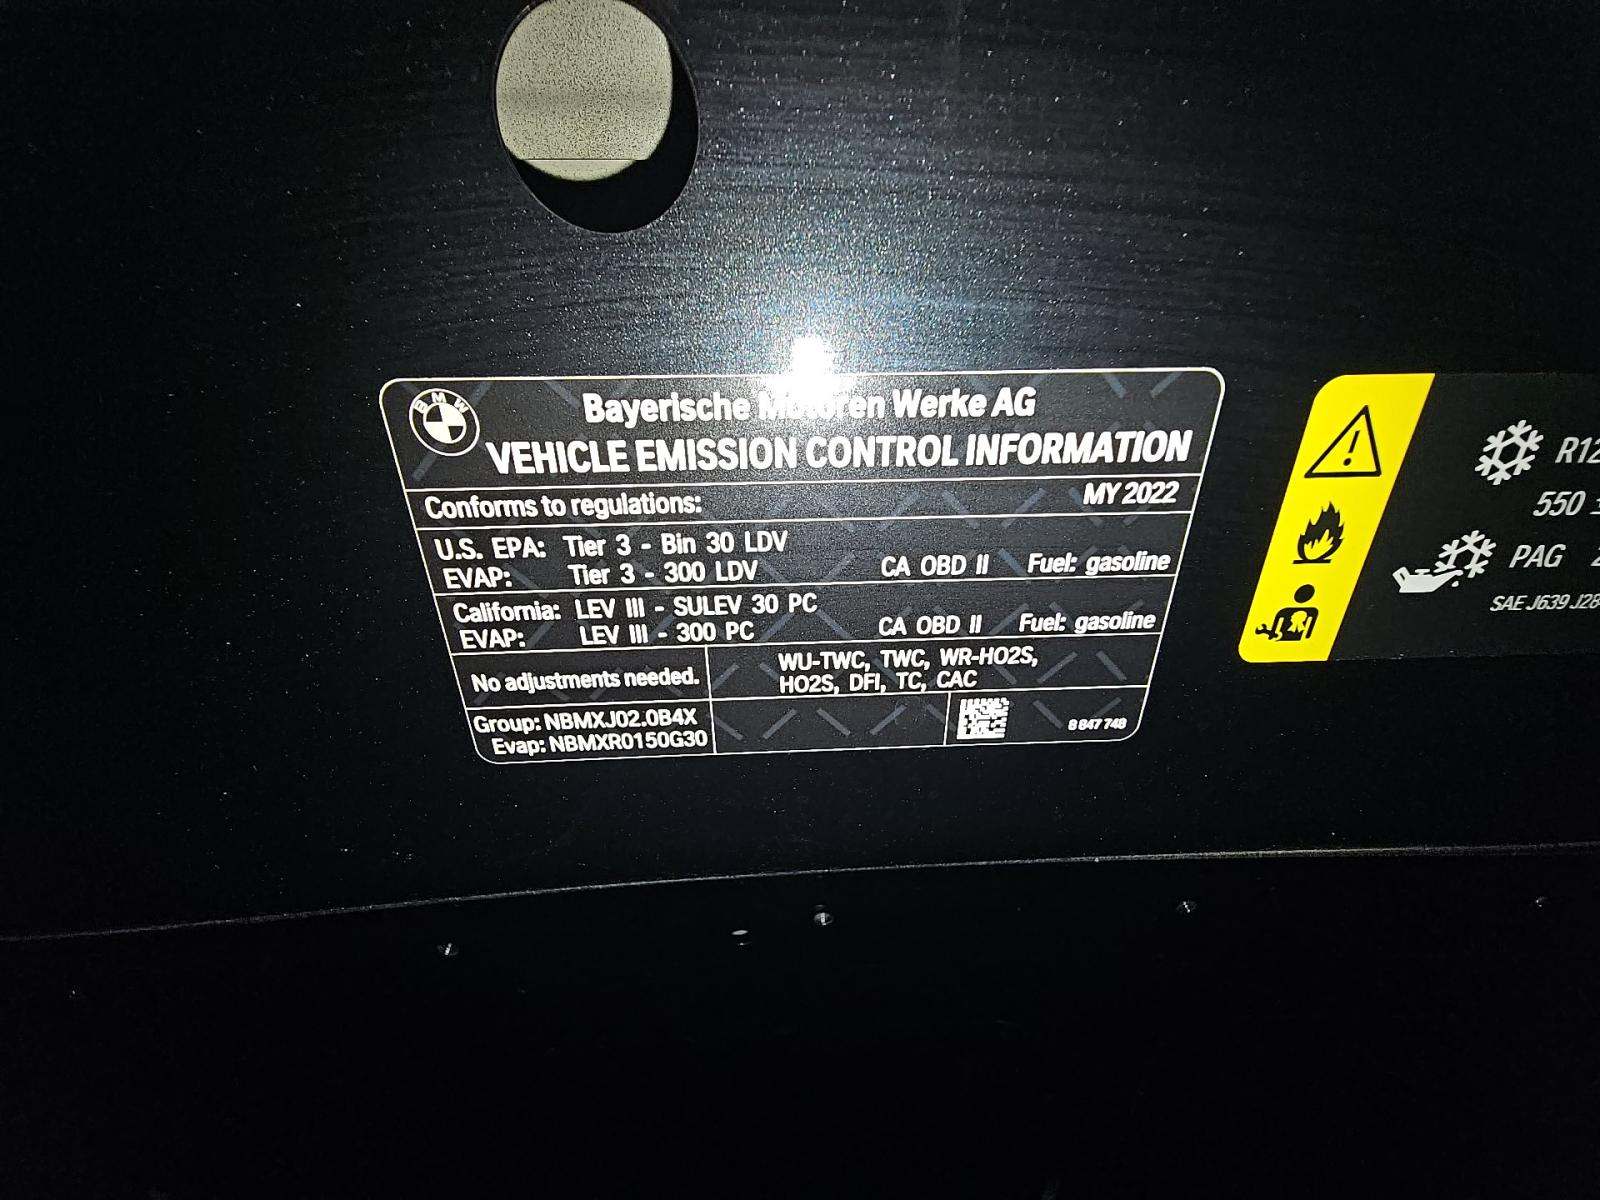 BMW
Bayerische Motoren Werke AG
VEHICLE EMISSION CONTROL INFORMATION
Conforms to regulations: MY 2022
U.S. EPA: Tier 3 - Bin 30 LDV
EVAP: Tier 3 - 300 LDV CA OBD II Fuel: gasoline
California: LEV III - SULEV 30 PC
EVAP: LEV III - 300 PC CA OBD II Fuel: gasoline
No adjustments needed.
WU-TWC, TWC, WR-HO2S,
HO2S, DFI, TC, CAC
Group: NBMXJ02.0B4X
Evap: NBMXR0150G30
8 847 748
R12
550 ±
PAG
SAE J639 J28